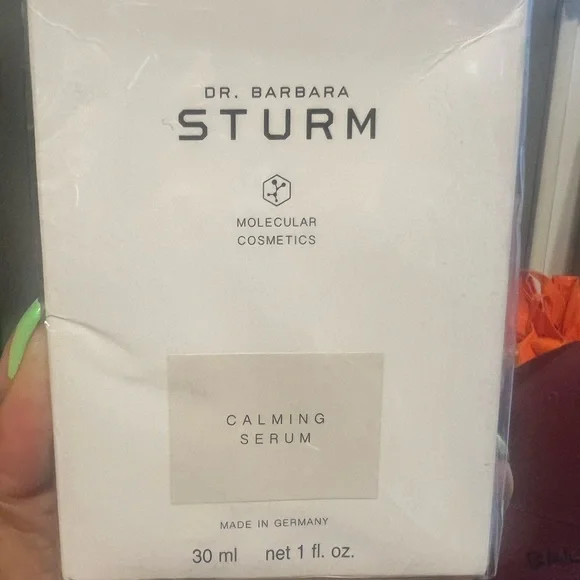 DR. BARBARA
STURM
MOLECULAR
COSMETICS
CALMING
SERUM
MADE IN GERMANY
30 ml net 1 fl. oz.